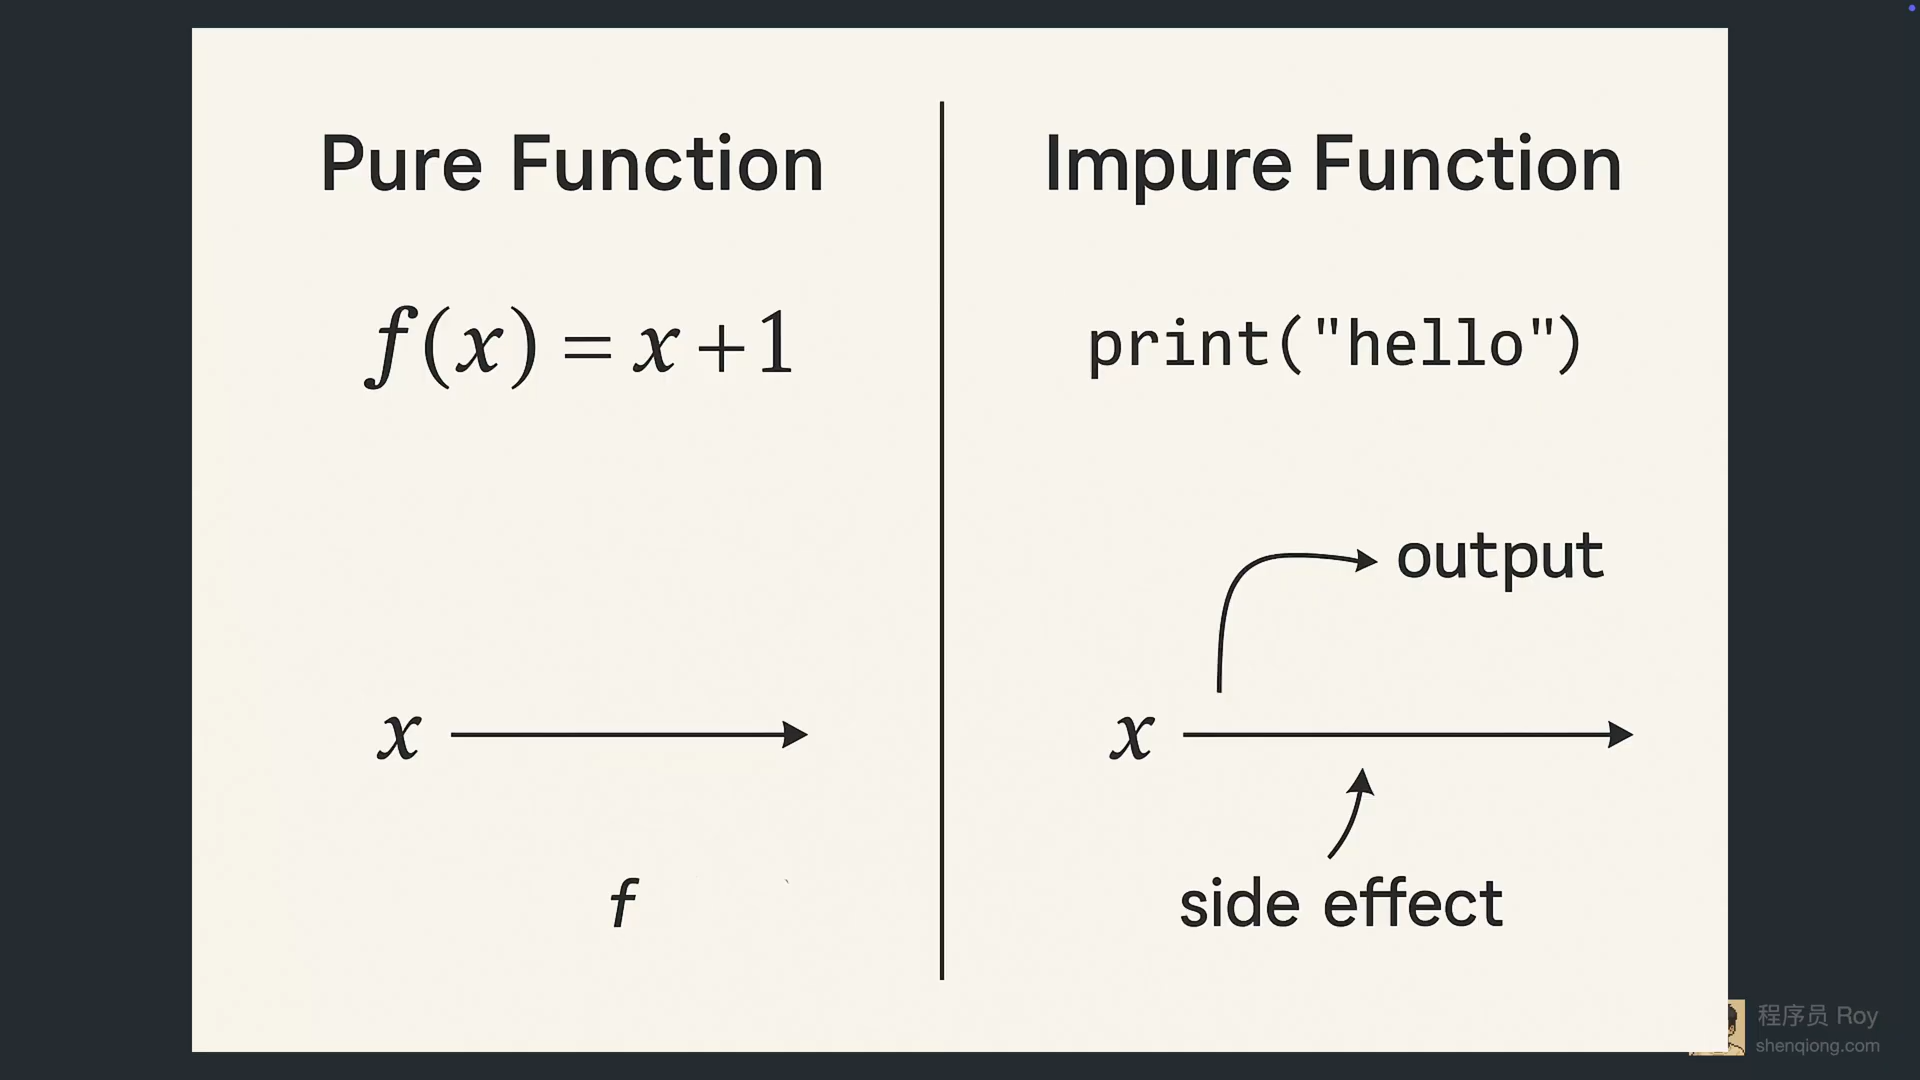 Pure Function
f(x) = x+1
x
f
Impure Function
print("hello")
output
x
side effect
程序员 Roy
shenqiong.com